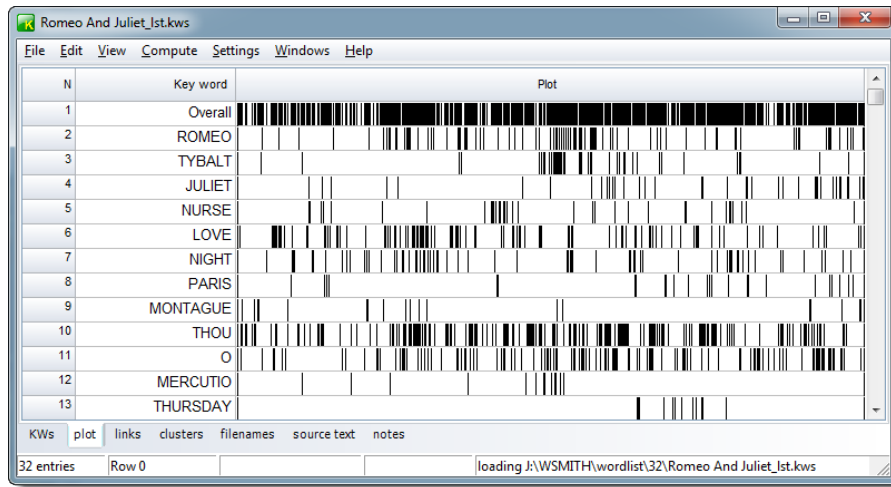 Romeo And Juliet_lst.kws
File Edit View Compute Settings Windows Help
N Key word Plot
1 Overall
2 ROMEO
3 TYBALT
4 JULIET
5 NURSE
6 LOVE
7 NIGHT
8 PARIS
9 MONTAGUE
10 THOU
11 O
12 MERCUTIO
13 THURSDAY
KWs plot links clusters filenames source text notes
32 entries Row 0 loading J:\WSMITH\wordlist\32\Romeo And Juliet_lst.kws